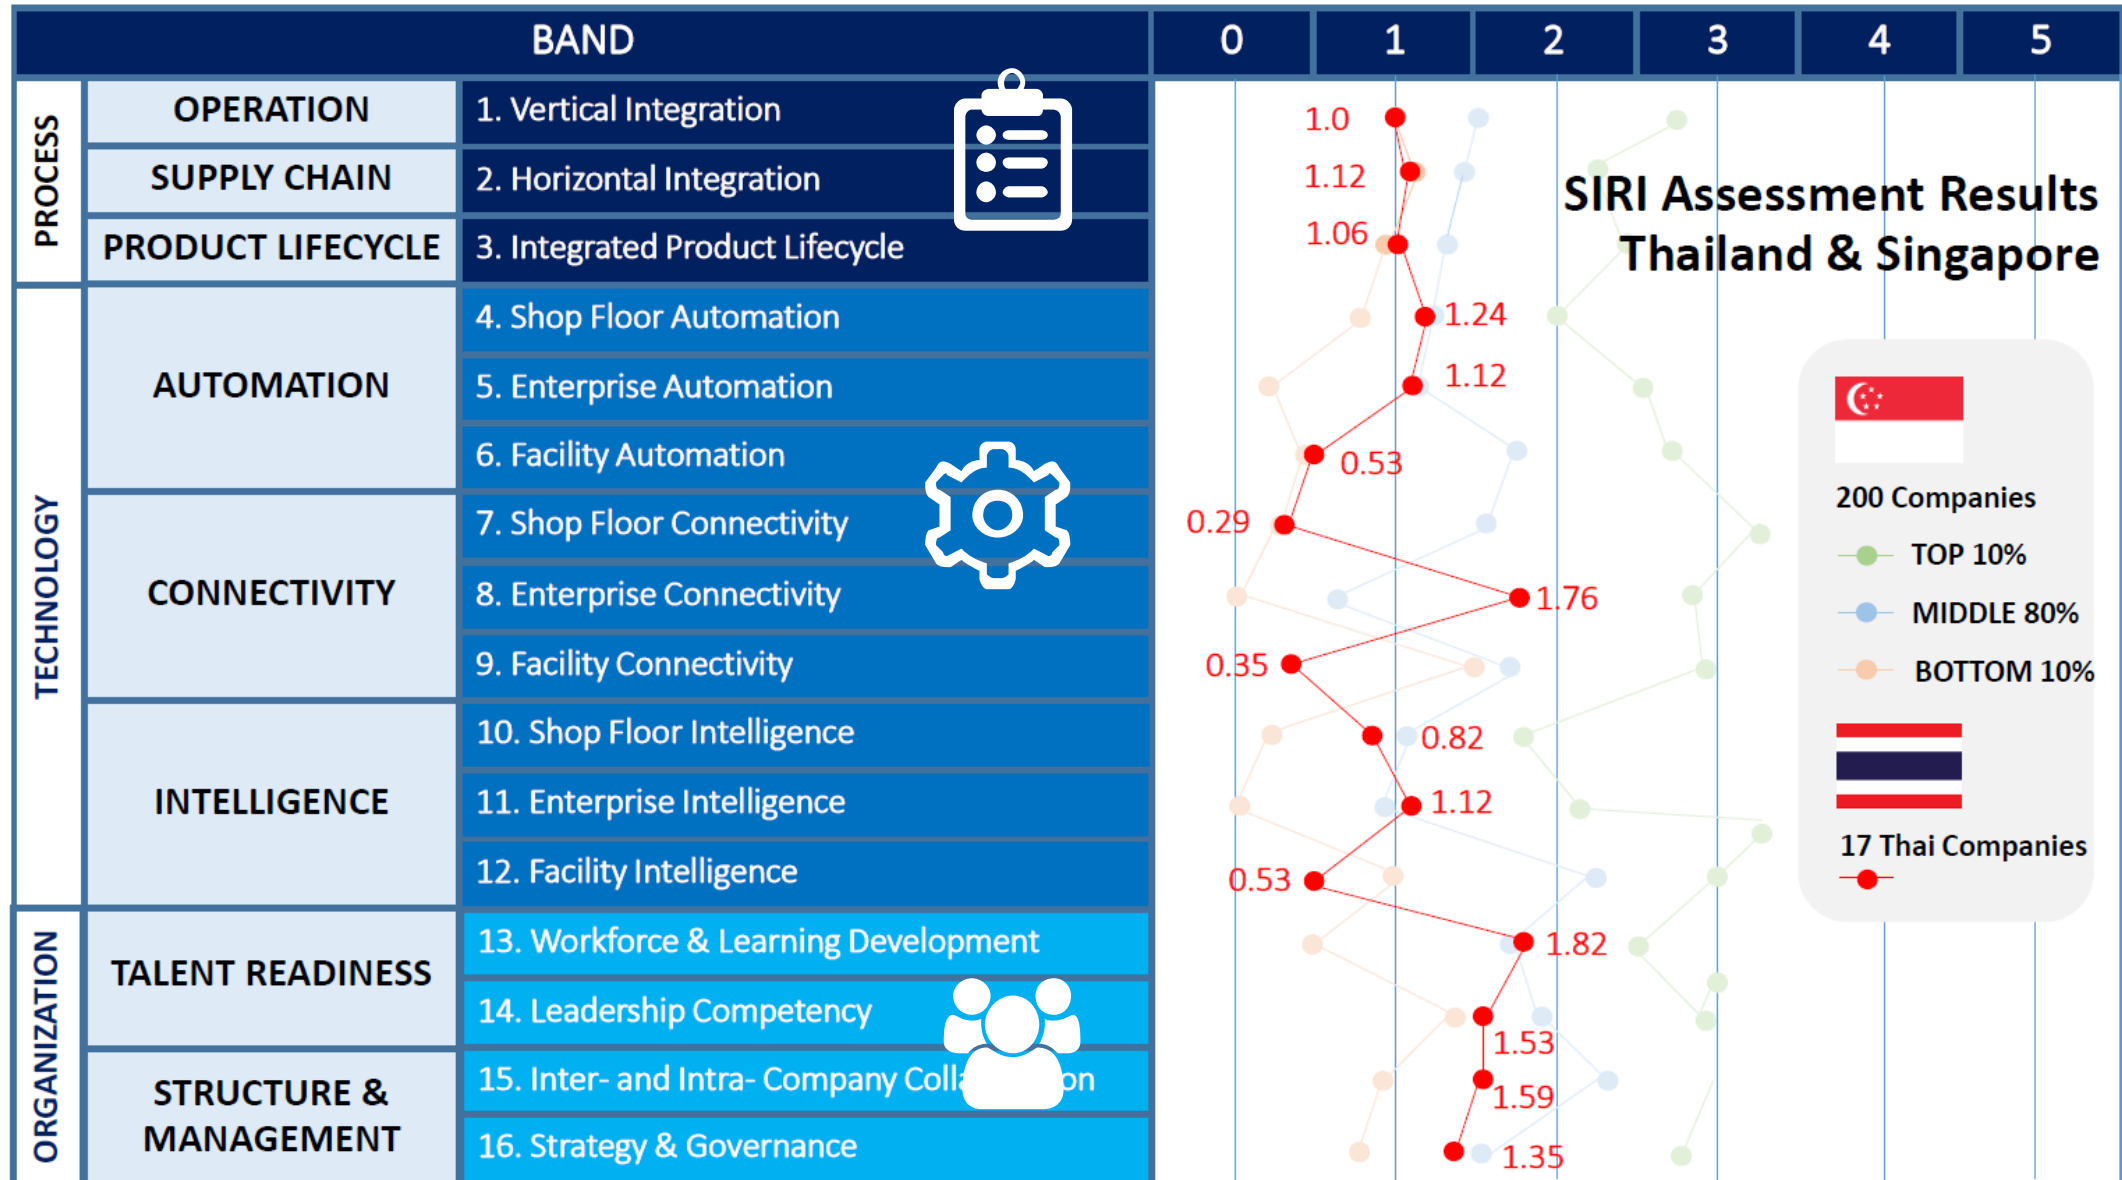 BAND 0 1 2 3 4 5
PROCESS
OPERATION
1. Vertical Integration
1.0
SUPPLY CHAIN
2. Horizontal Integration
1.12
PRODUCT LIFECYCLE
3. Integrated Product Lifecycle
1.06
SIRI Assessment Results
Thailand & Singapore
TECHNOLOGY
AUTOMATION
4. Shop Floor Automation
1.24
5. Enterprise Automation
1.12
6. Facility Automation
0.53
CONNECTIVITY
7. Shop Floor Connectivity
0.29
8. Enterprise Connectivity
1.76
9. Facility Connectivity
0.35
INTELLIGENCE
10. Shop Floor Intelligence
0.82
11. Enterprise Intelligence
1.12
12. Facility Intelligence
0.53
ORGANIZATION
TALENT READINESS
13. Workforce & Learning Development
1.82
14. Leadership Competency
1.53
STRUCTURE &
MANAGEMENT
15. Inter- and Intra- Company
1.59
16. Strategy & Governance
1.35
200 Companies
TOP 10%
MIDDLE 80%
BOTTOM 10%
17 Thai Companies